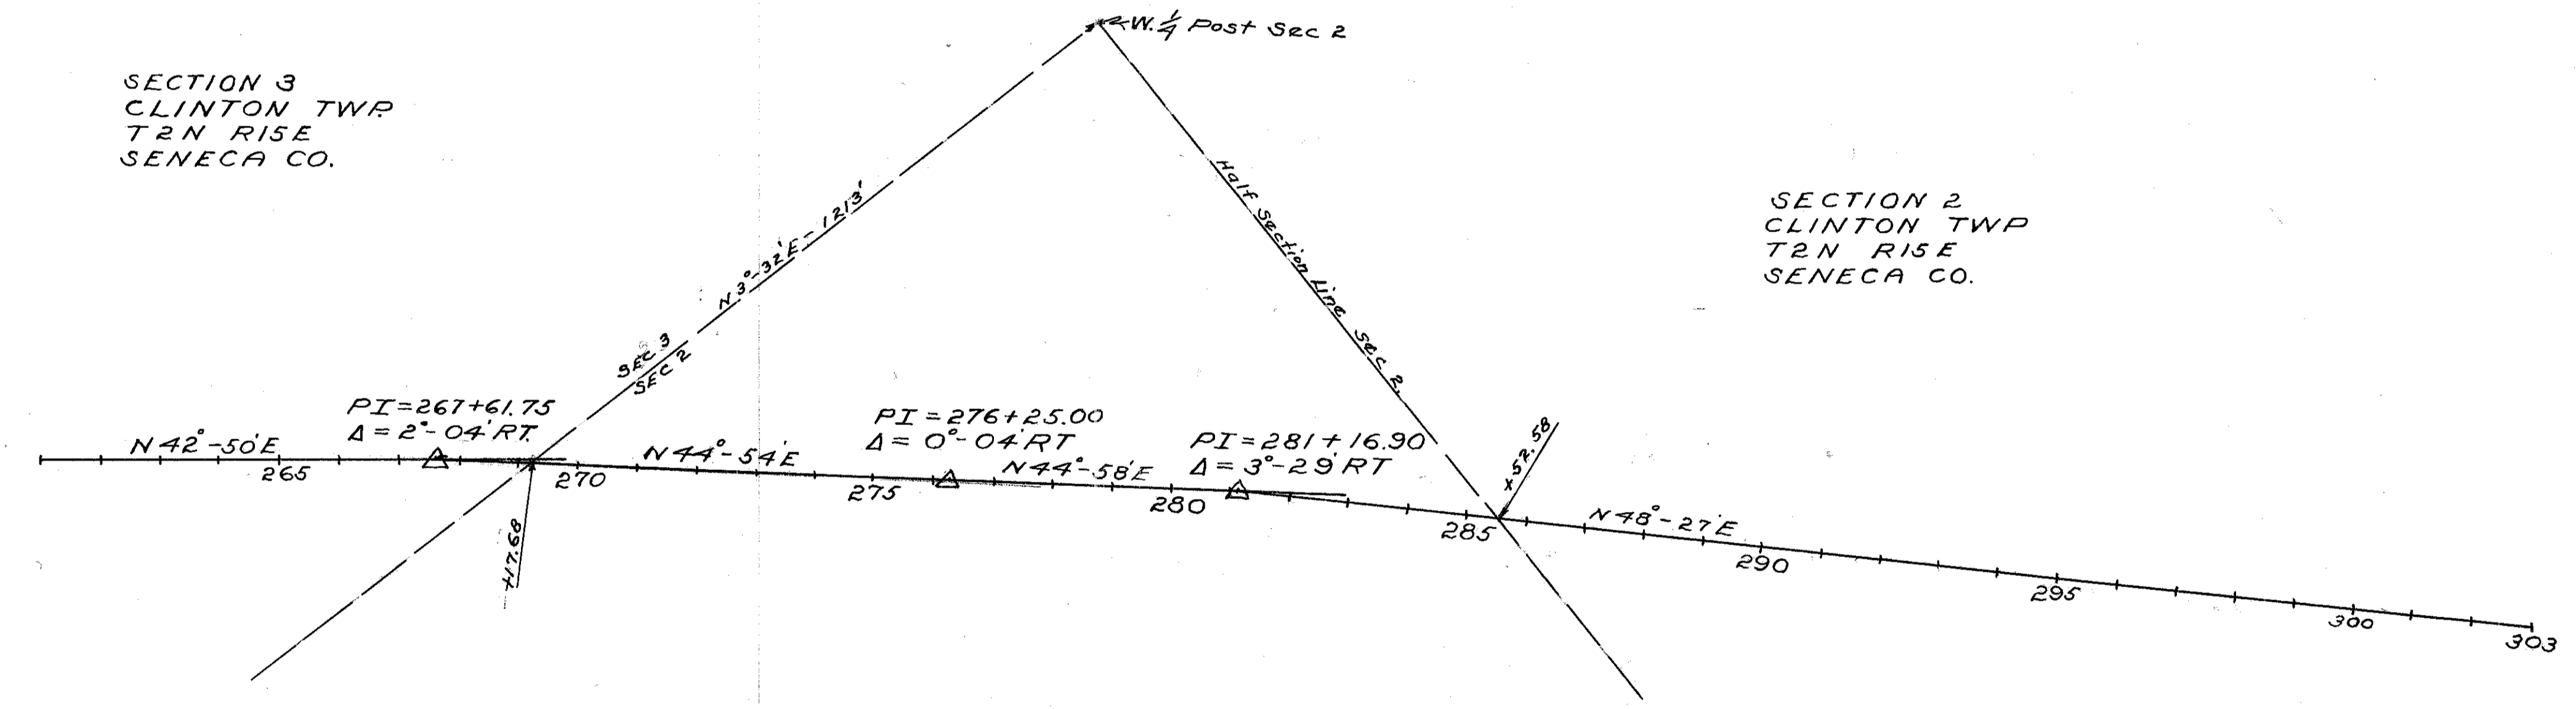 W. 1/4 Post Sec 2
SECTION 3
CLINTON TWP.
T2N R15E
SENECA CO.
SECTION 2
CLINTON TWP
T2N R15E
SENECA CO.
N 3°-32'E - 1213'
Half Section Line Sec 2.
SEC 3
SEC 2
PI=267+61.75
Δ = 2°-04' RT.
PI = 276+25.00
Δ = 0°-04' RT
PI = 281+16.90
Δ = 3°-29' RT
+52.58
N 42°-50'E
N 44°-54'E
N 44°-58'E
N 48°-27'E
265
270
275
280
285
290
295
300
303
+17.68